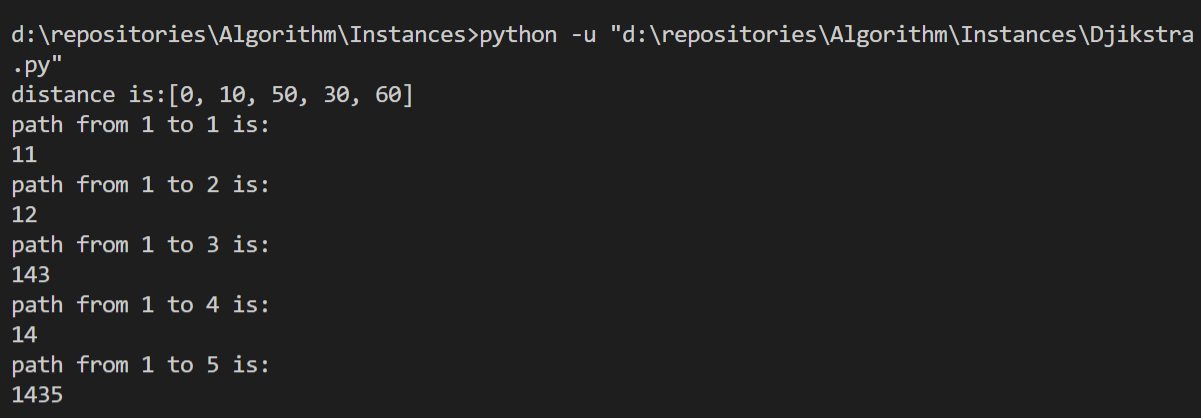 d:\repositories\Algorithm\Instances>python -u "d:\repositories\Algorithm\Instances\Djikstra
.py"
distance is:[0, 10, 50, 30, 60]
path from 1 to 1 is:
11
path from 1 to 2 is:
12
path from 1 to 3 is:
143
path from 1 to 4 is:
14
path from 1 to 5 is:
1435